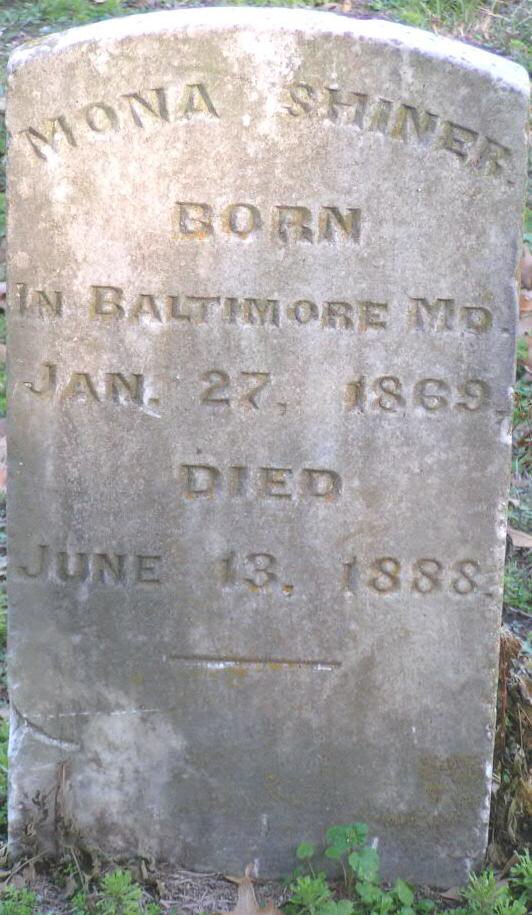 MONA SHINER.
BORN
IN BALTIMORE MD.
JAN. 27, 1869.
DIED
JUNE 13, 1888.